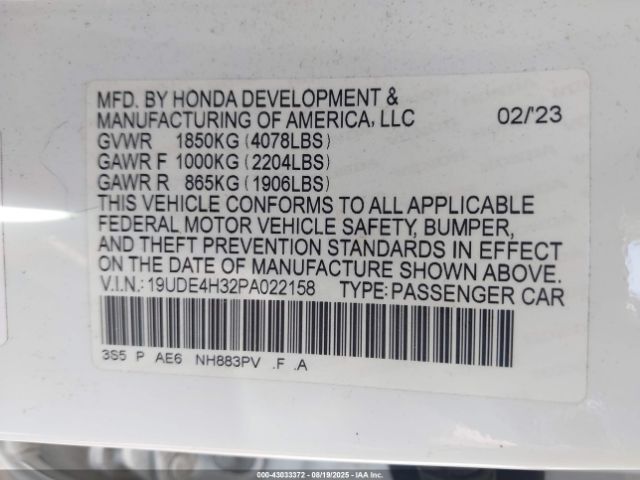 MFD. BY HONDA DEVELOPMENT &
MANUFACTURING OF AMERICA, LLC 02/23
GVWR 1850KG (4078LBS)
GAWR F 1000KG (2204LBS)
GAWR R 865KG (1906LBS)
THIS VEHICLE CONFORMS TO ALL APPLICABLE
FEDERAL MOTOR VEHICLE SAFETY, BUMPER,
AND THEFT PREVENTION STANDARDS IN EFFECT
ON THE DATE OF MANUFACTURE SHOWN ABOVE.
V.I.N.: 19UDE4H32PA022158 TYPE: PASSENGER CAR
3S5 P AE6 NH883PV .F .A
000-43033372 - 08/19/2025 - IAAI Copyright